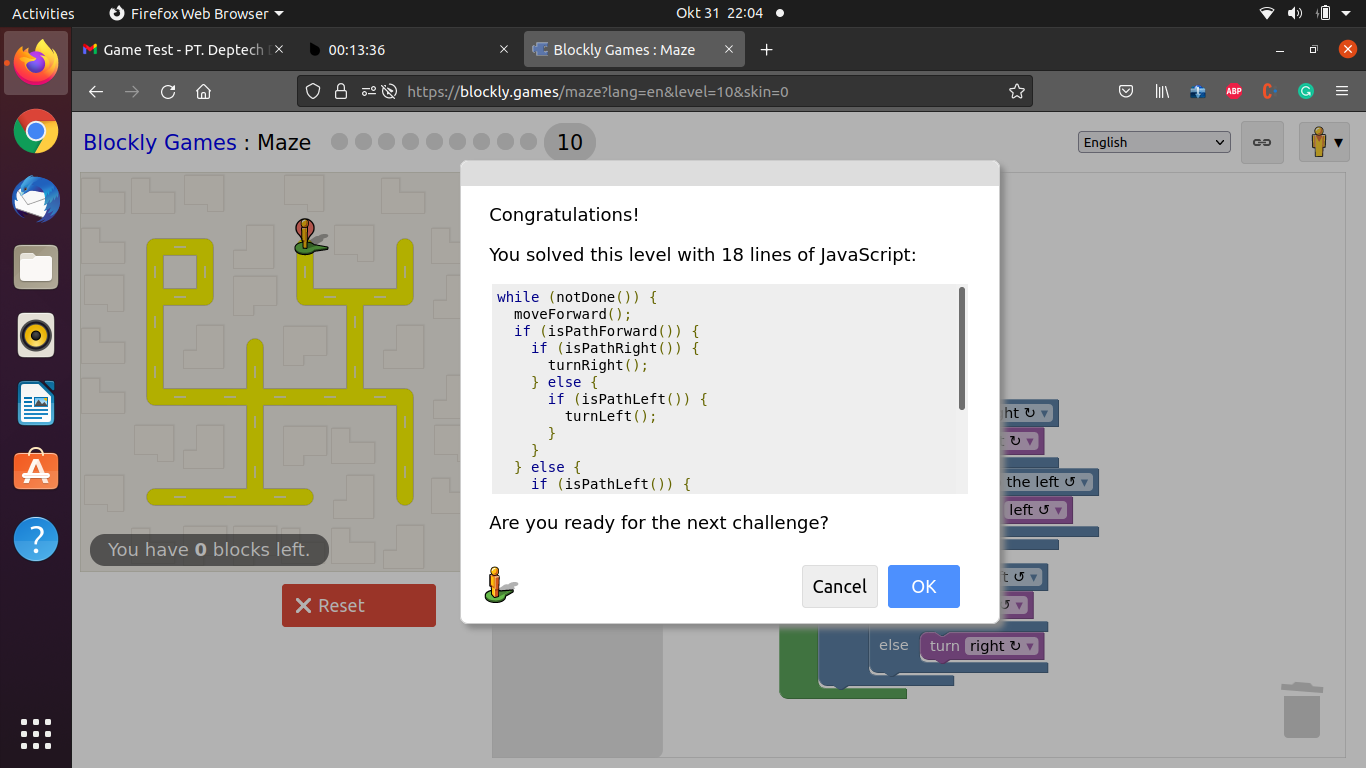 Activities
Firefox Web Browser
Okt 31 22:04
Game Test - PT. Deptech
00:13:36
Blockly Games : Maze
https://blockly.games/maze?lang=en&level=10&skin=0
ABP
Blockly Games : Maze
10
English
Congratulations!
You solved this level with 18 lines of JavaScript:
while (notDone()) {
  moveForward();
  if (isPathForward()) {
    if (isPathRight()) {
      turnRight();
    } else {
      if (isPathLeft()) {
        turnLeft();
      }
    }
  } else {
    if (isPathLeft()) {
Are you ready for the next challenge?
Cancel
OK
You have 0 blocks left.
Reset
ht ↻
↻
the left ↺
left ↺
t ↺
↺
else turn right ↻